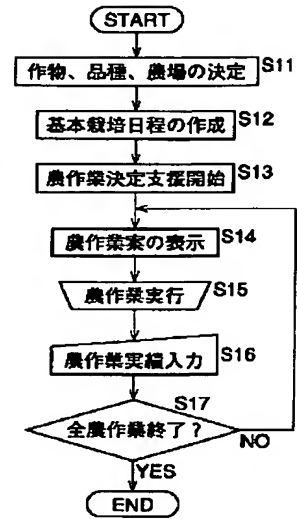 START
作物、品種、農場の決定 S11
基本栽培日程の作成 S12
農作業決定支援開始 S13
農作業案の表示 S14
農作業実行 S15
農作業実績入力 S16
S17
全農作業終了？
NO
YES
END